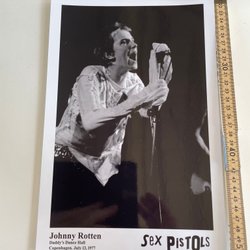 Johnny Rotten
Daddy's Dance Hall
Copenhagen, July 13, 1977
SEX PISTOLS